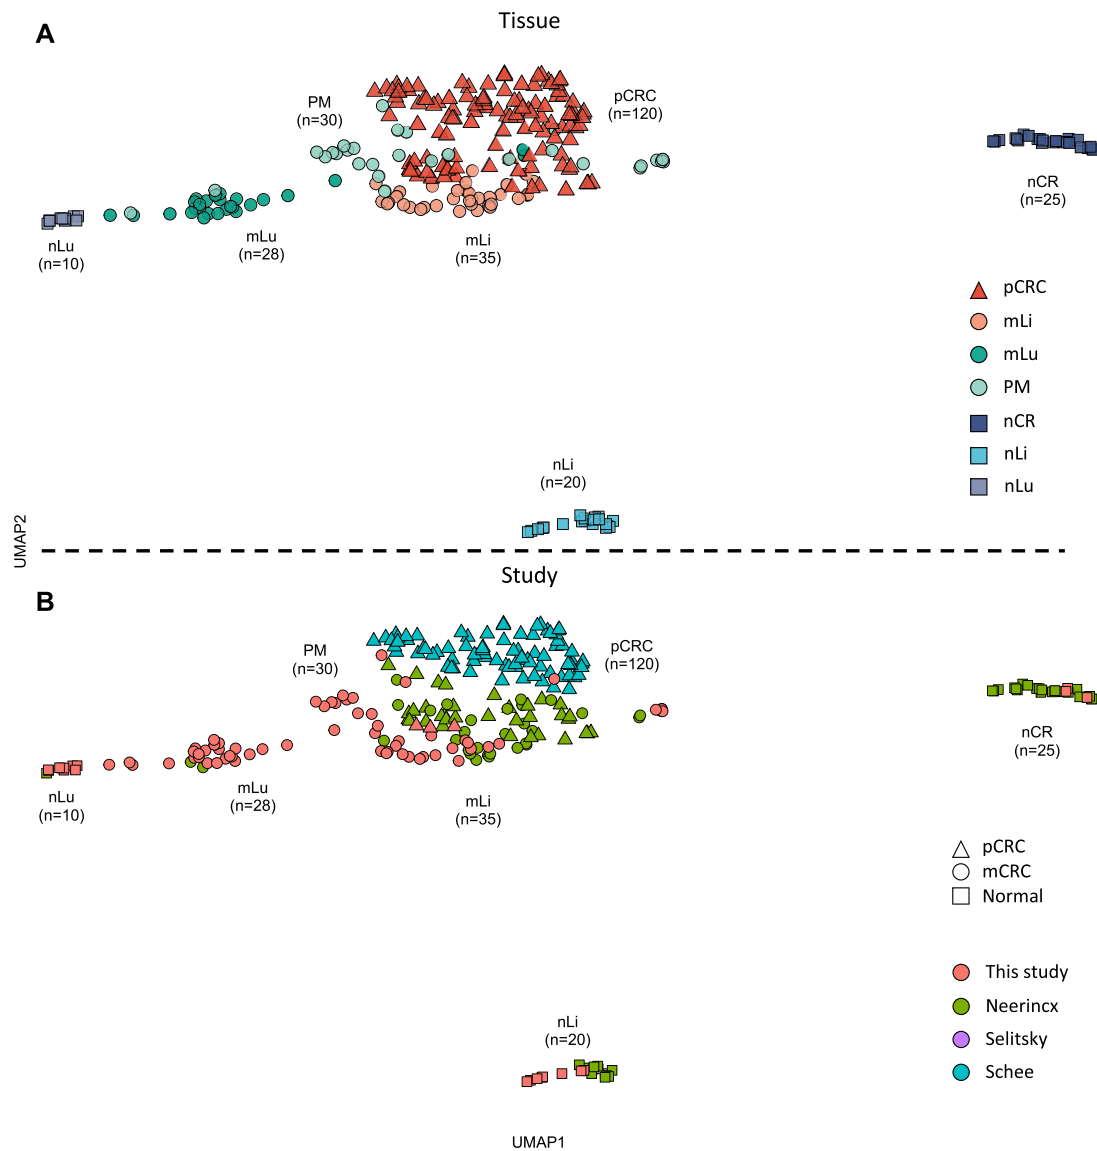 A
Tissue
PM
(n=30)
pCRC
(n=120)
nCR
(n=25)
nLu
(n=10)
mLu
(n=28)
mLi
(n=35)
pCRC
mLi
mLu
PM
nCR
nLi
nLu
nLi
(n=20)
UMAP2
Study
B
PM
(n=30)
pCRC
(n=120)
nCR
(n=25)
nLu
(n=10)
mLu
(n=28)
mLi
(n=35)
pCRC
mCRC
Normal
This study
Neerincx
Selitsky
Schee
nLi
(n=20)
UMAP1